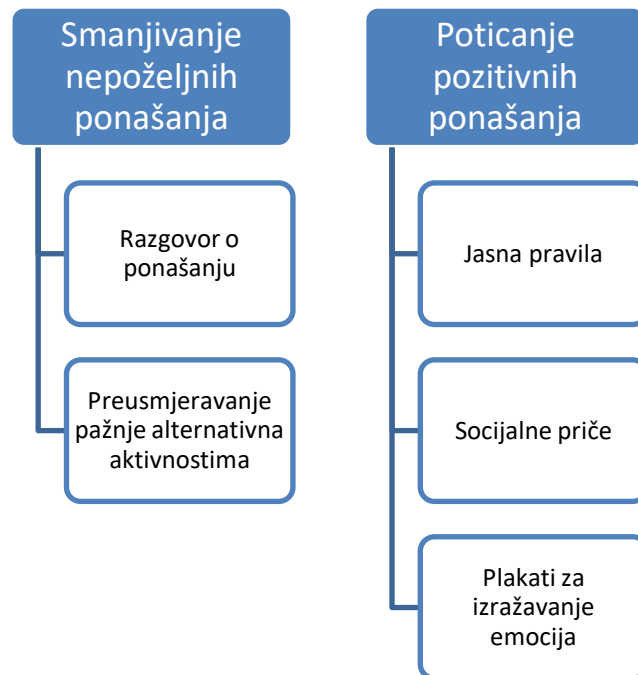 Smanjivanje
nepoželjnih
ponašanja
Razgovor o
ponašanju
Preusmjeravanje
pažnje alternativna
aktivnostima
Poticanje
pozitivnih
ponašanja
Jasna pravila
Socijalne priče
Plakati za
izražavanje
emocija